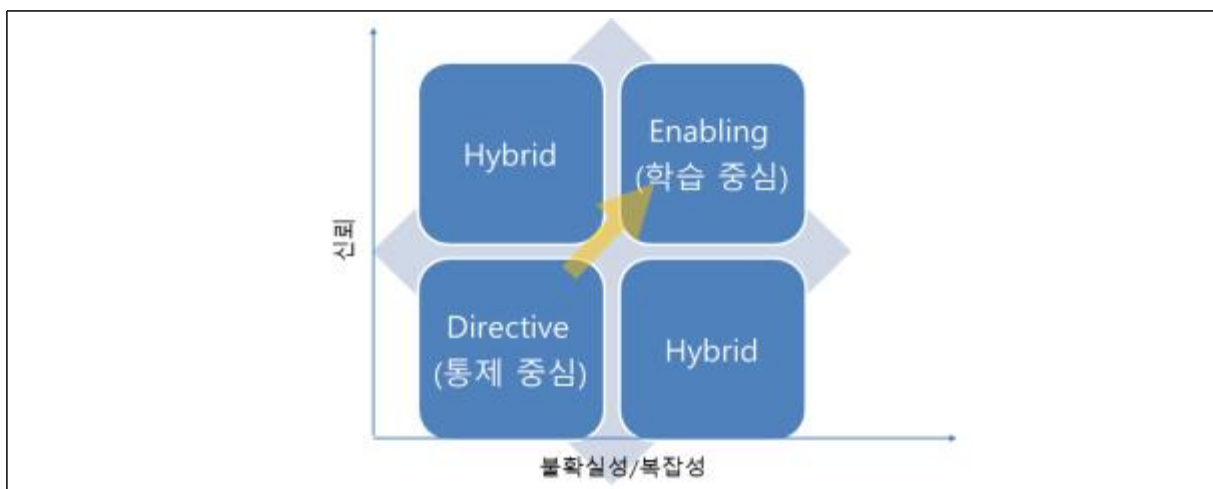 Hybrid
Enabling
(학습 중심)
신뢰
Directive
(통제 중심)
Hybrid
불확실성/복잡성